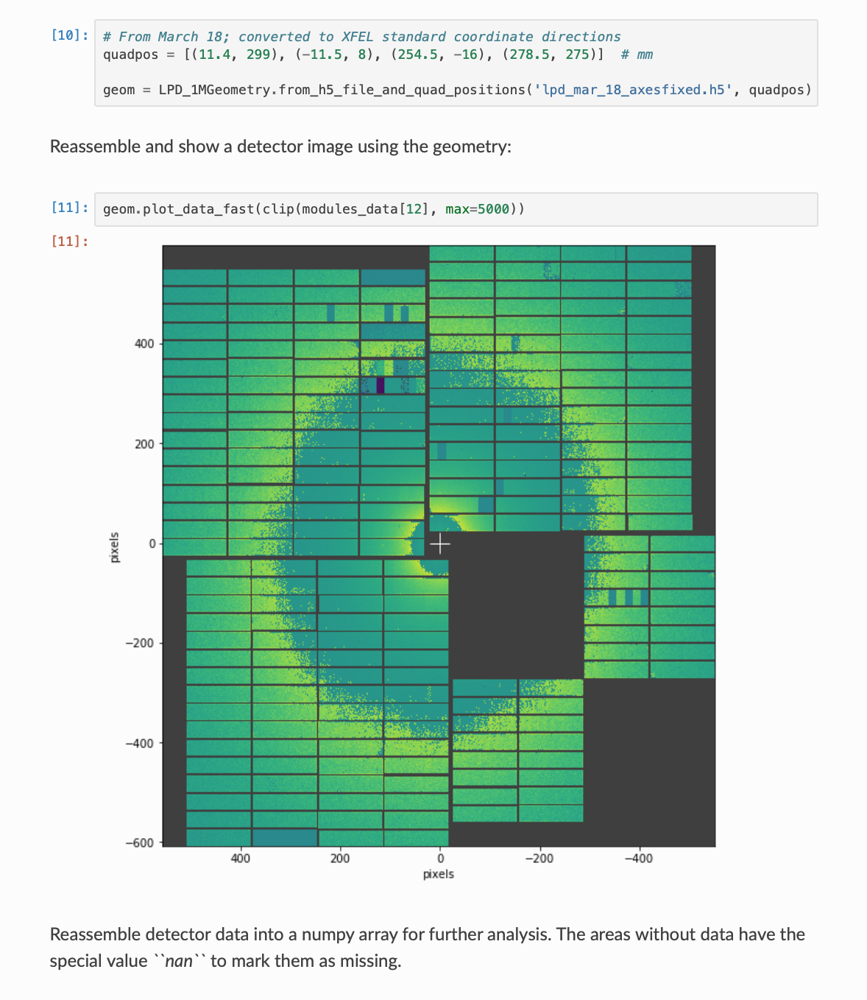 [10]:
# From March 18; converted to XFEL standard coordinate directions
quadpos = [(11.4, 299), (-11.5, 8), (254.5, -16), (278.5, 275)]  # mm
geom = LPD_1MGeometry.from_h5_file_and_quad_positions('lpd_mar_18_axesfixed.h5', quadpos)
Reassemble and show a detector image using the geometry:
[11]:
geom.plot_data_fast(clip(modules_data[12], max=5000))
[11]:
400
200
0
−200
−400
−600
pixels
400 200 0 −200 −400
pixels
Reassemble detector data into a numpy array for further analysis. The areas without data have the
special value ``nan`` to mark them as missing.